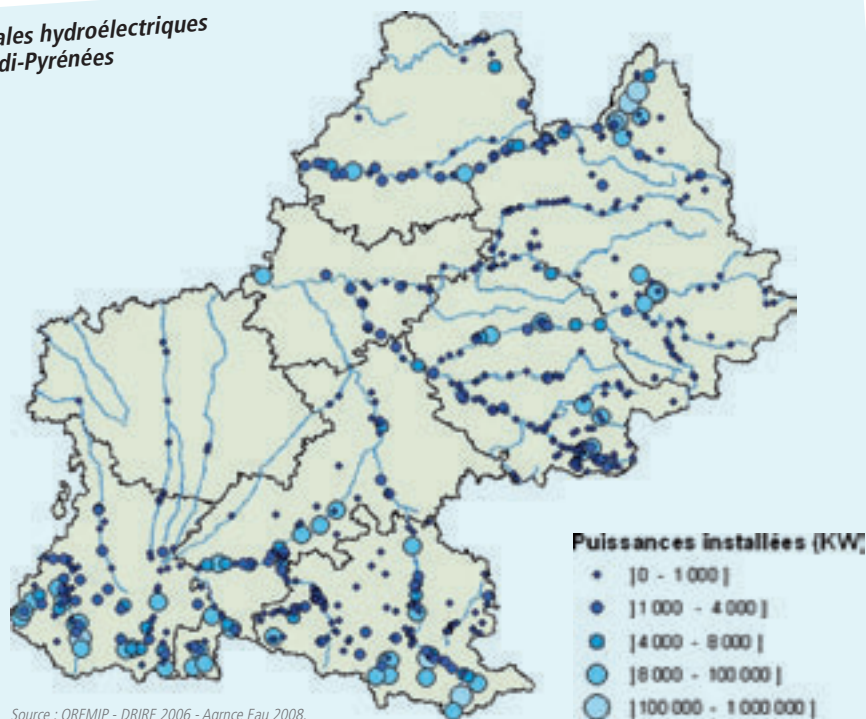 ales hydroélectriques
di-Pyrénées
Puissances installées (KW)
]0 - 1 000 ]
]1 000 - 4 000 ]
]4 000 - 8 000 ]
]8 000 - 100 000 ]
]100 000 - 1 000 000 ]
Source : OREMIP - DRIRE 2006 - Agrnce Eau 2008.